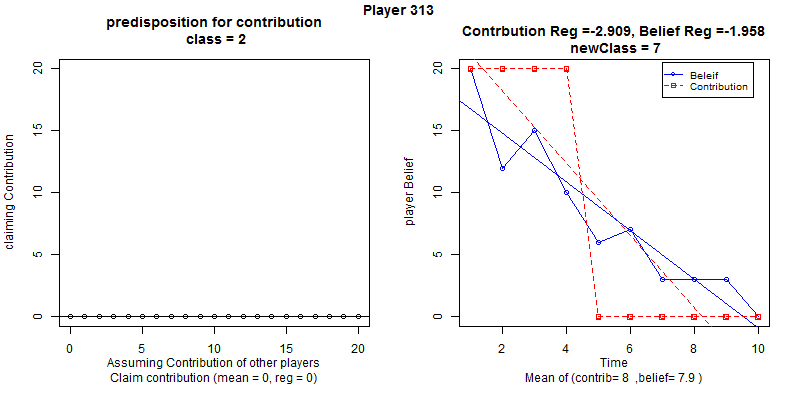 Player 313
predisposition for contribution
class = 2
claiming Contribution
20
15
10
5
0
0 5 10 15 20
Assuming Contribution of other players
Claim contribution (mean = 0, reg = 0)
Contrbution Reg =-2.909, Belief Reg =-1.958
newClass = 7
player Belief
20
15
10
5
0
Beleif
Contribution
2 4 6 8 10
Time
Mean of (contrib= 8 ,belief= 7.9 )